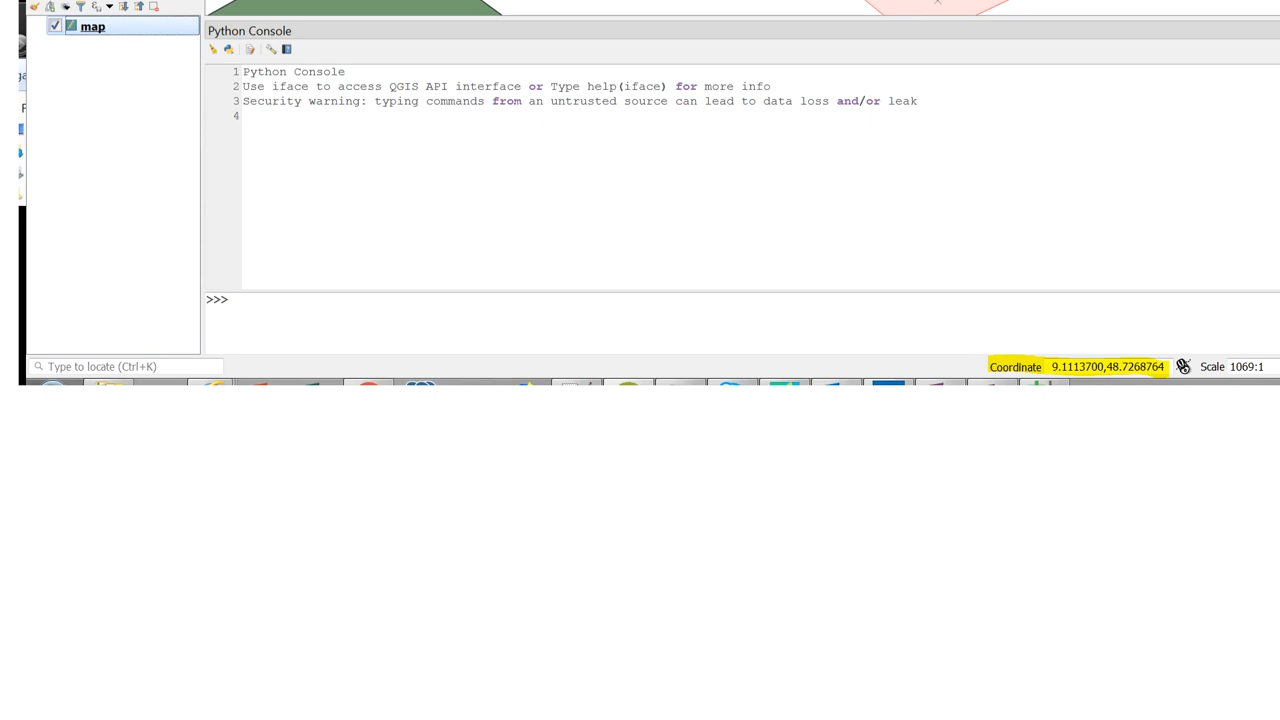 map
Python Console
1 Python Console
2 Use iface to access QGIS API interface or Type help(iface) for more info
3 Security warning: typing commands from an untrusted source can lead to data loss and/or leak
4
>>>
Type to locate (Ctrl+K)
Coordinate 9.1113700,48.7268764 Scale 1069:1